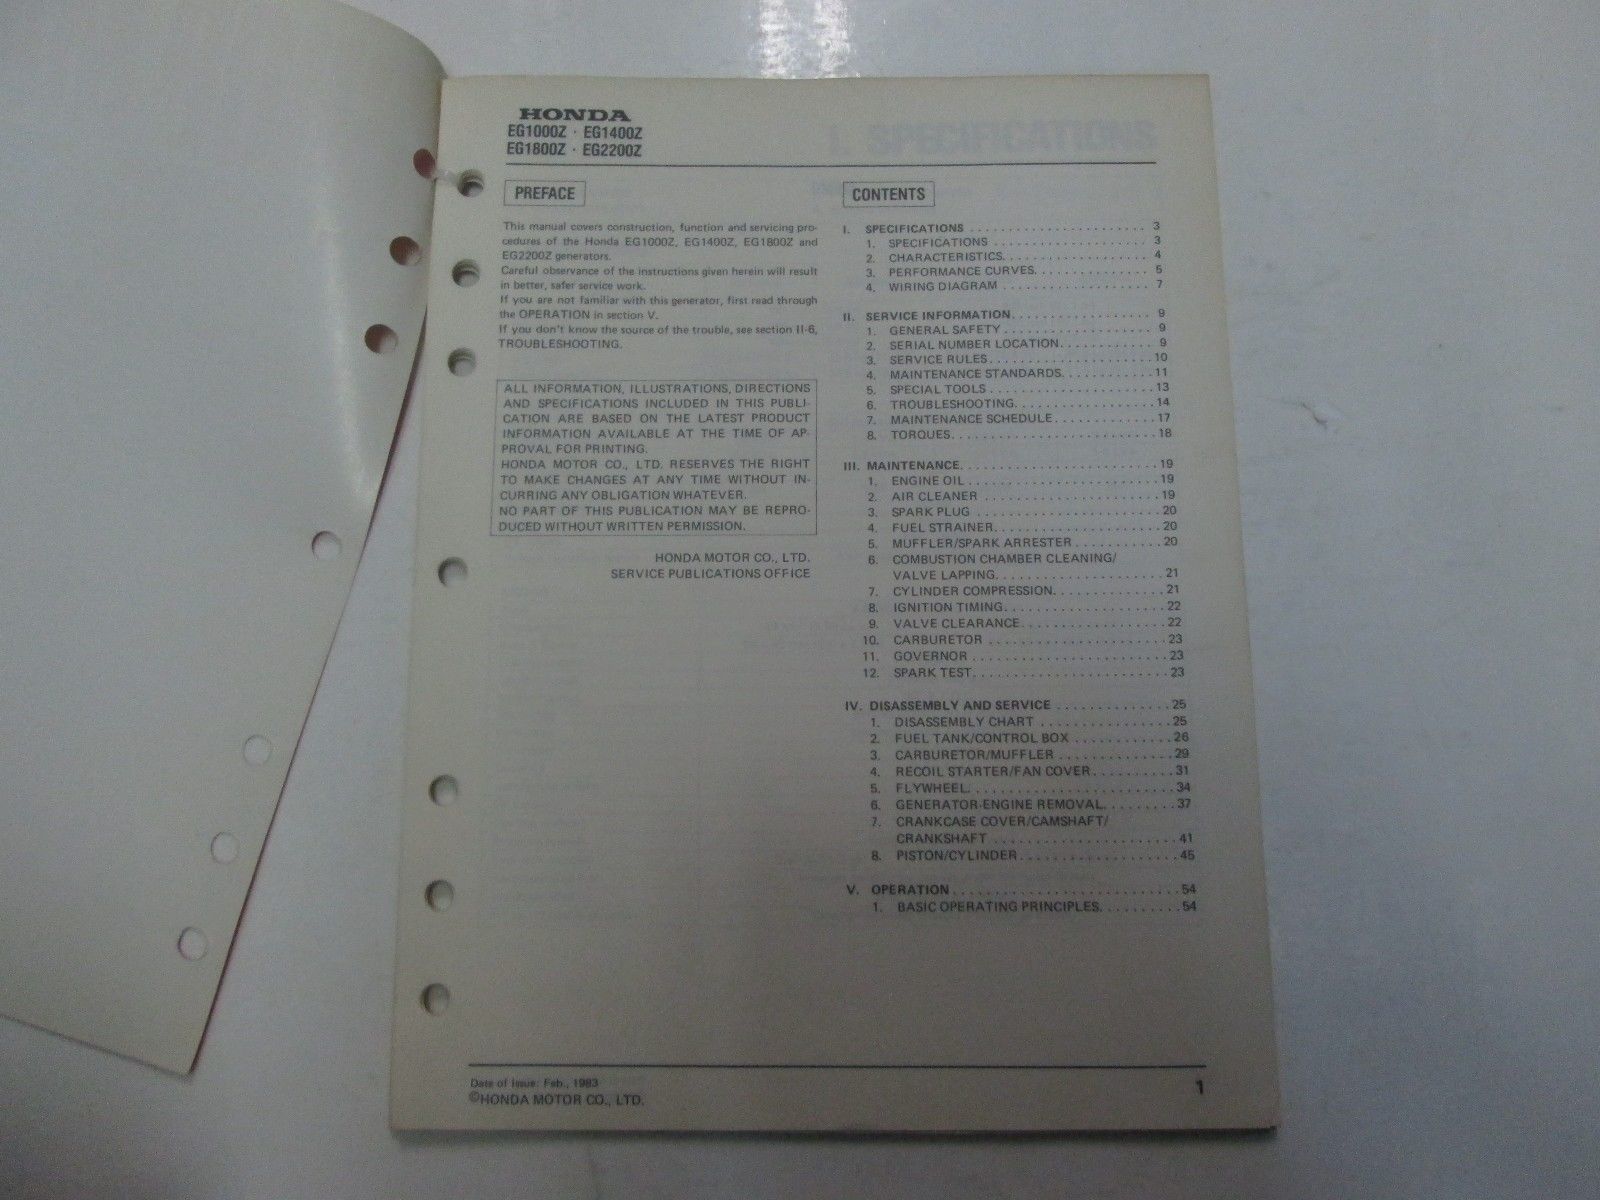 HONDA
EG1000Z · EG1400Z
EG1800Z · EG2200Z
PREFACE
This manual covers construction, function and servicing pro-
cedures of the Honda EG1000Z, EG1400Z, EG1800Z and
EG2200Z generators.
Careful observance of the instructions given herein will result
in better, safer service work.
If you are not familiar with this generator, first read through
the OPERATION in section V.
If you don't know the source of the trouble, see section II-6,
TROUBLESHOOTING.
ALL INFORMATION, ILLUSTRATIONS, DIRECTIONS
AND SPECIFICATIONS INCLUDED IN THIS PUBLI-
CATION ARE BASED ON THE LATEST PRODUCT
INFORMATION AVAILABLE AT THE TIME OF AP-
PROVAL FOR PRINTING.
HONDA MOTOR CO., LTD. RESERVES THE RIGHT
TO MAKE CHANGES AT ANY TIME WITHOUT IN-
CURRING ANY OBLIGATION WHATEVER.
NO PART OF THIS PUBLICATION MAY BE REPRO-
DUCED WITHOUT WRITTEN PERMISSION.
HONDA MOTOR CO., LTD.
SERVICE PUBLICATIONS OFFICE
CONTENTS
I. SPECIFICATIONS . . . . . . . . . . . . . . . . . . . . . . . 3
1. SPECIFICATIONS . . . . . . . . . . . . . . . . . . . . 3
2. CHARACTERISTICS. . . . . . . . . . . . . . . . . . . 4
3. PERFORMANCE CURVES. . . . . . . . . . . . . . . 5
4. WIRING DIAGRAM . . . . . . . . . . . . . . . . . . . 7
II. SERVICE INFORMATION. . . . . . . . . . . . . . . . . . 9
1. GENERAL SAFETY . . . . . . . . . . . . . . . . . . . 9
2. SERIAL NUMBER LOCATION. . . . . . . . . . . . 9
3. SERVICE RULES. . . . . . . . . . . . . . . . . . . . . 10
4. MAINTENANCE STANDARDS. . . . . . . . . . . . 11
5. SPECIAL TOOLS . . . . . . . . . . . . . . . . . . . . . 13
6. TROUBLESHOOTING. . . . . . . . . . . . . . . . . . 14
7. MAINTENANCE SCHEDULE . . . . . . . . . . . . . 17
8. TORQUES. . . . . . . . . . . . . . . . . . . . . . . . . . 18
III. MAINTENANCE. . . . . . . . . . . . . . . . . . . . . . . . . 19
1. ENGINE OIL . . . . . . . . . . . . . . . . . . . . . . . . 19
2. AIR CLEANER . . . . . . . . . . . . . . . . . . . . . . 19
3. SPARK PLUG . . . . . . . . . . . . . . . . . . . . . . . 20
4. FUEL STRAINER. . . . . . . . . . . . . . . . . . . . . 20
5. MUFFLER/SPARK ARRESTER . . . . . . . . . . . 20
6. COMBUSTION CHAMBER CLEANING/
VALVE LAPPING. . . . . . . . . . . . . . . . . . . . . 21
7. CYLINDER COMPRESSION. . . . . . . . . . . . . . 21
8. IGNITION TIMING. . . . . . . . . . . . . . . . . . . . 22
9. VALVE CLEARANCE. . . . . . . . . . . . . . . . . . 22
10. CARBURETOR . . . . . . . . . . . . . . . . . . . . . . 23
11. GOVERNOR . . . . . . . . . . . . . . . . . . . . . . . . 23
12. SPARK TEST. . . . . . . . . . . . . . . . . . . . . . . . 23
IV. DISASSEMBLY AND SERVICE . . . . . . . . . . . . . . 25
1. DISASSEMBLY CHART . . . . . . . . . . . . . . . . 25
2. FUEL TANK/CONTROL BOX . . . . . . . . . . . . 26
3. CARBURETOR/MUFFLER . . . . . . . . . . . . . . 29
4. RECOIL STARTER/FAN COVER . . . . . . . . . . 31
5. FLYWHEEL. . . . . . . . . . . . . . . . . . . . . . . . . 34
6. GENERATOR-ENGINE REMOVAL. . . . . . . . . 37
7. CRANKCASE COVER/CAMSHAFT/
CRANKSHAFT . . . . . . . . . . . . . . . . . . . . . . 41
8. PISTON/CYLINDER . . . . . . . . . . . . . . . . . . . 45
V. OPERATION . . . . . . . . . . . . . . . . . . . . . . . . . . . 54
1. BASIC OPERATING PRINCIPLES. . . . . . . . . . 54
Date of Issue: Feb., 1983
©HONDA MOTOR CO., LTD.
1